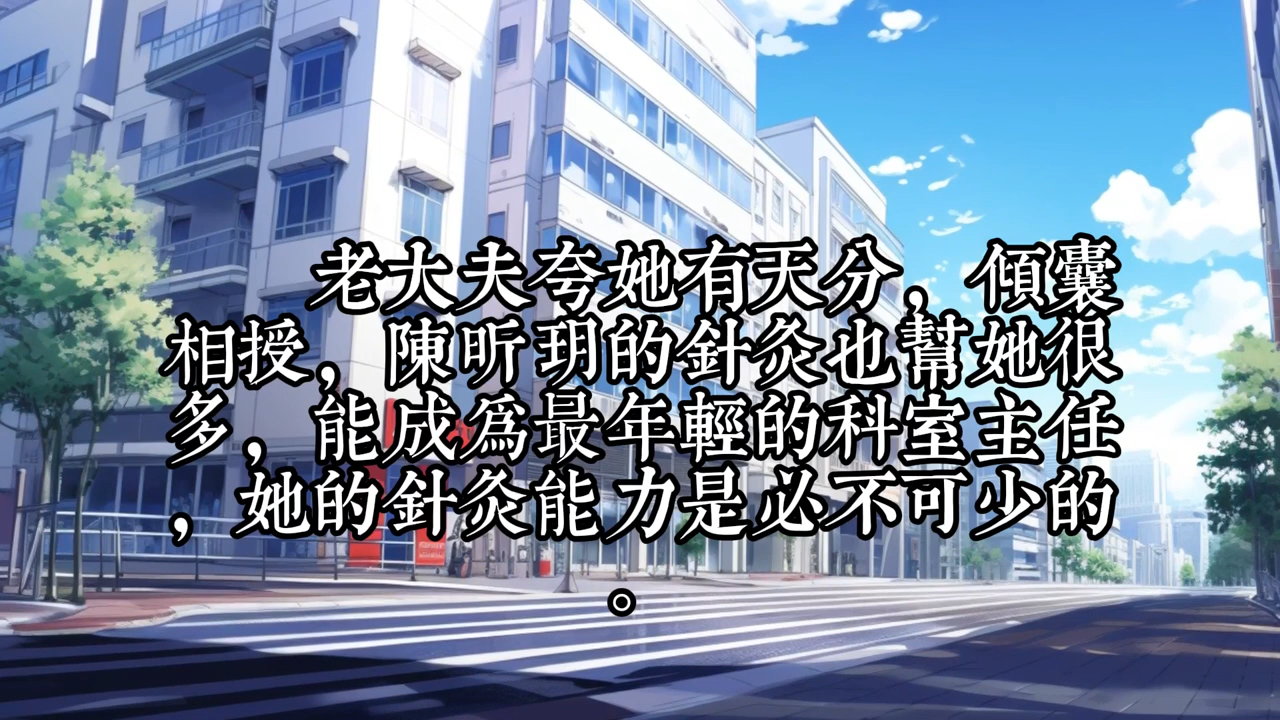 老大夫夸她有天分，傾囊
相授，陳昕玥的針灸也幫她很
多，能成爲最年輕的科室主任
，她的針灸能力是必不可少的
。